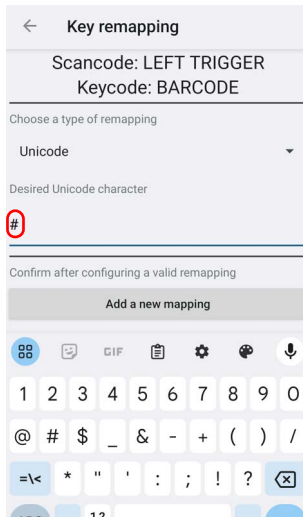 Key remapping
Scancode: LEFT TRIGGER
Keycode: BARCODE
Choose a type of remapping
Unicode
Desired Unicode character
#
Confirm after configuring a valid remapping
Add a new mapping
GIF
1 2 3 4 5 6 7 8 9 0
@ # $ _ & - + ( ) /
=\< * " ' : ; ! ?